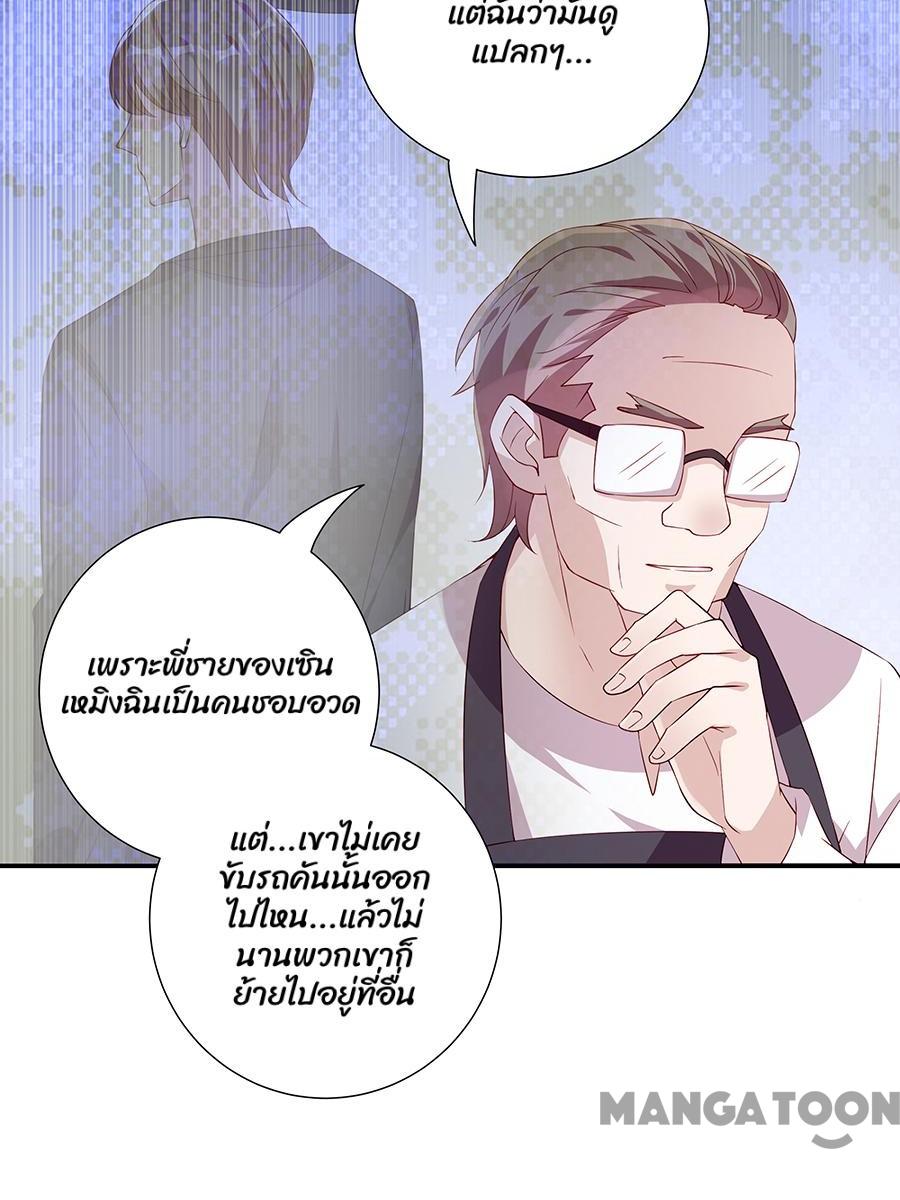 แต่ฉันว่ามันดู
แปลกๆ...
เพราะพี่ชายของเซิน
เหมิงฉินเป็นคนชอบอวด
แต่...เขาไม่เคย
ขับรถคันนั้นออก
ไปไหน...แล้วไม่
นานพวกเขาก็
ย้ายไปอยู่ที่อื่น
MANGATOON